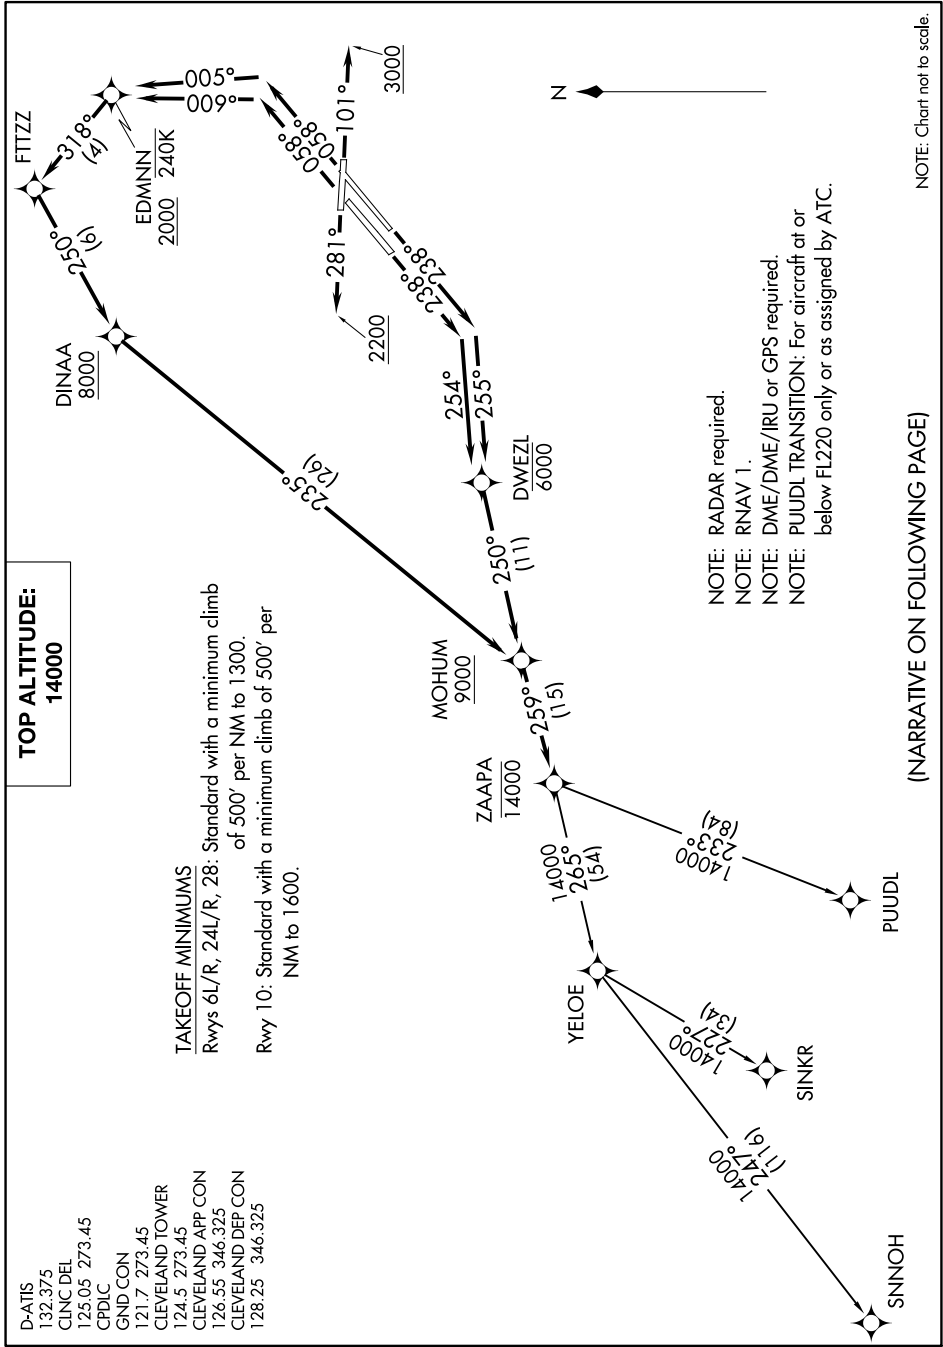 D-ATIS
132.375
CLNC DEL
125.05 273.45
CPDLC
GND CON
121.7 273.45
CLEVELAND TOWER
124.5 273.45
CLEVELAND APP CON
126.55 346.325
CLEVELAND DEP CON
128.25 346.325
TOP ALTITUDE:
14000
TAKEOFF MINIMUMS
Rwys 6L/R, 24L/R, 28: Standard with a minimum climb
of 500' per NM to 1300.
Rwy 10: Standard with a minimum climb of 500' per
NM to 1600.
FTTZZ
318°
(4)
EDMNN
2000 240K
005°
009°
058°
058°
101°
3000
281°
2200
238°
238°
250°
(6)
DINAA
8000
235°
(26)
254°
255°
DWEZL
6000
250°
(11)
MOHUM
9000
259°
(15)
ZAAPA
14000
14000
265°
(54)
14000
233°
(84)
PUUDL
YELOE
14000
227°
(34)
SINKR
14000
247°
(116)
SNNOH
N
NOTE: RADAR required.
NOTE: RNAV 1.
NOTE: DME/DME/IRU or GPS required.
NOTE: PUUDL TRANSITION: For aircraft at or
below FL220 only or as assigned by ATC.
(NARRATIVE ON FOLLOWING PAGE)
NOTE: Chart not to scale.